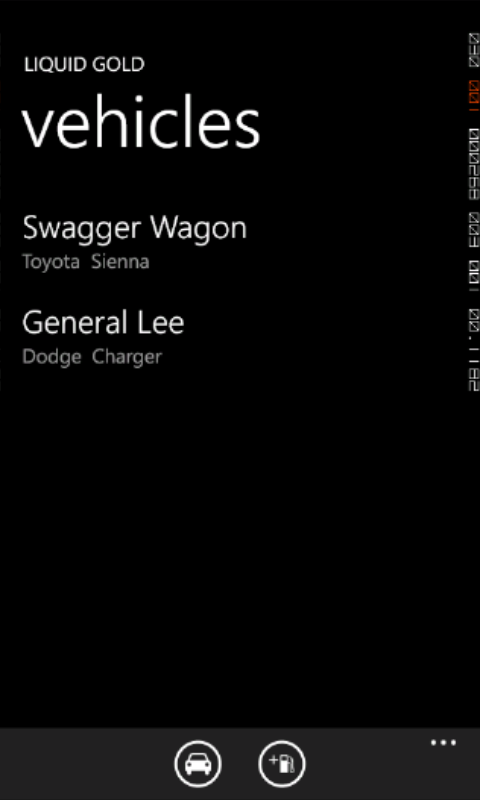 LIQUID GOLD
vehicles
Swagger Wagon
Toyota Sienna
General Lee
Dodge Charger